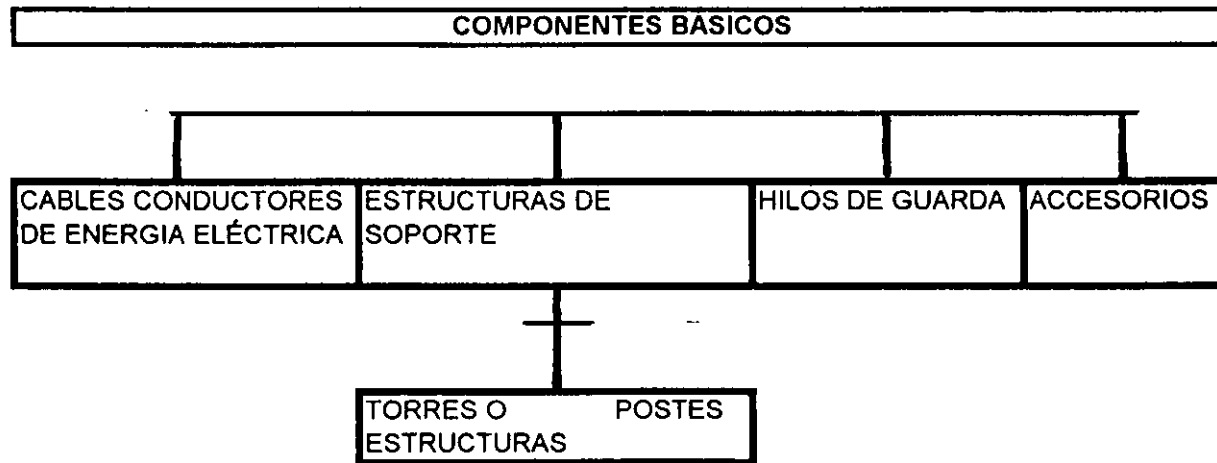 COMPONENTES BASICOS
CABLES CONDUCTORES
DE ENERGIA ELÉCTRICA
ESTRUCTURAS DE
SOPORTE
HILOS DE GUARDA
ACCESORIOS
TORRES O POSTES
ESTRUCTURAS